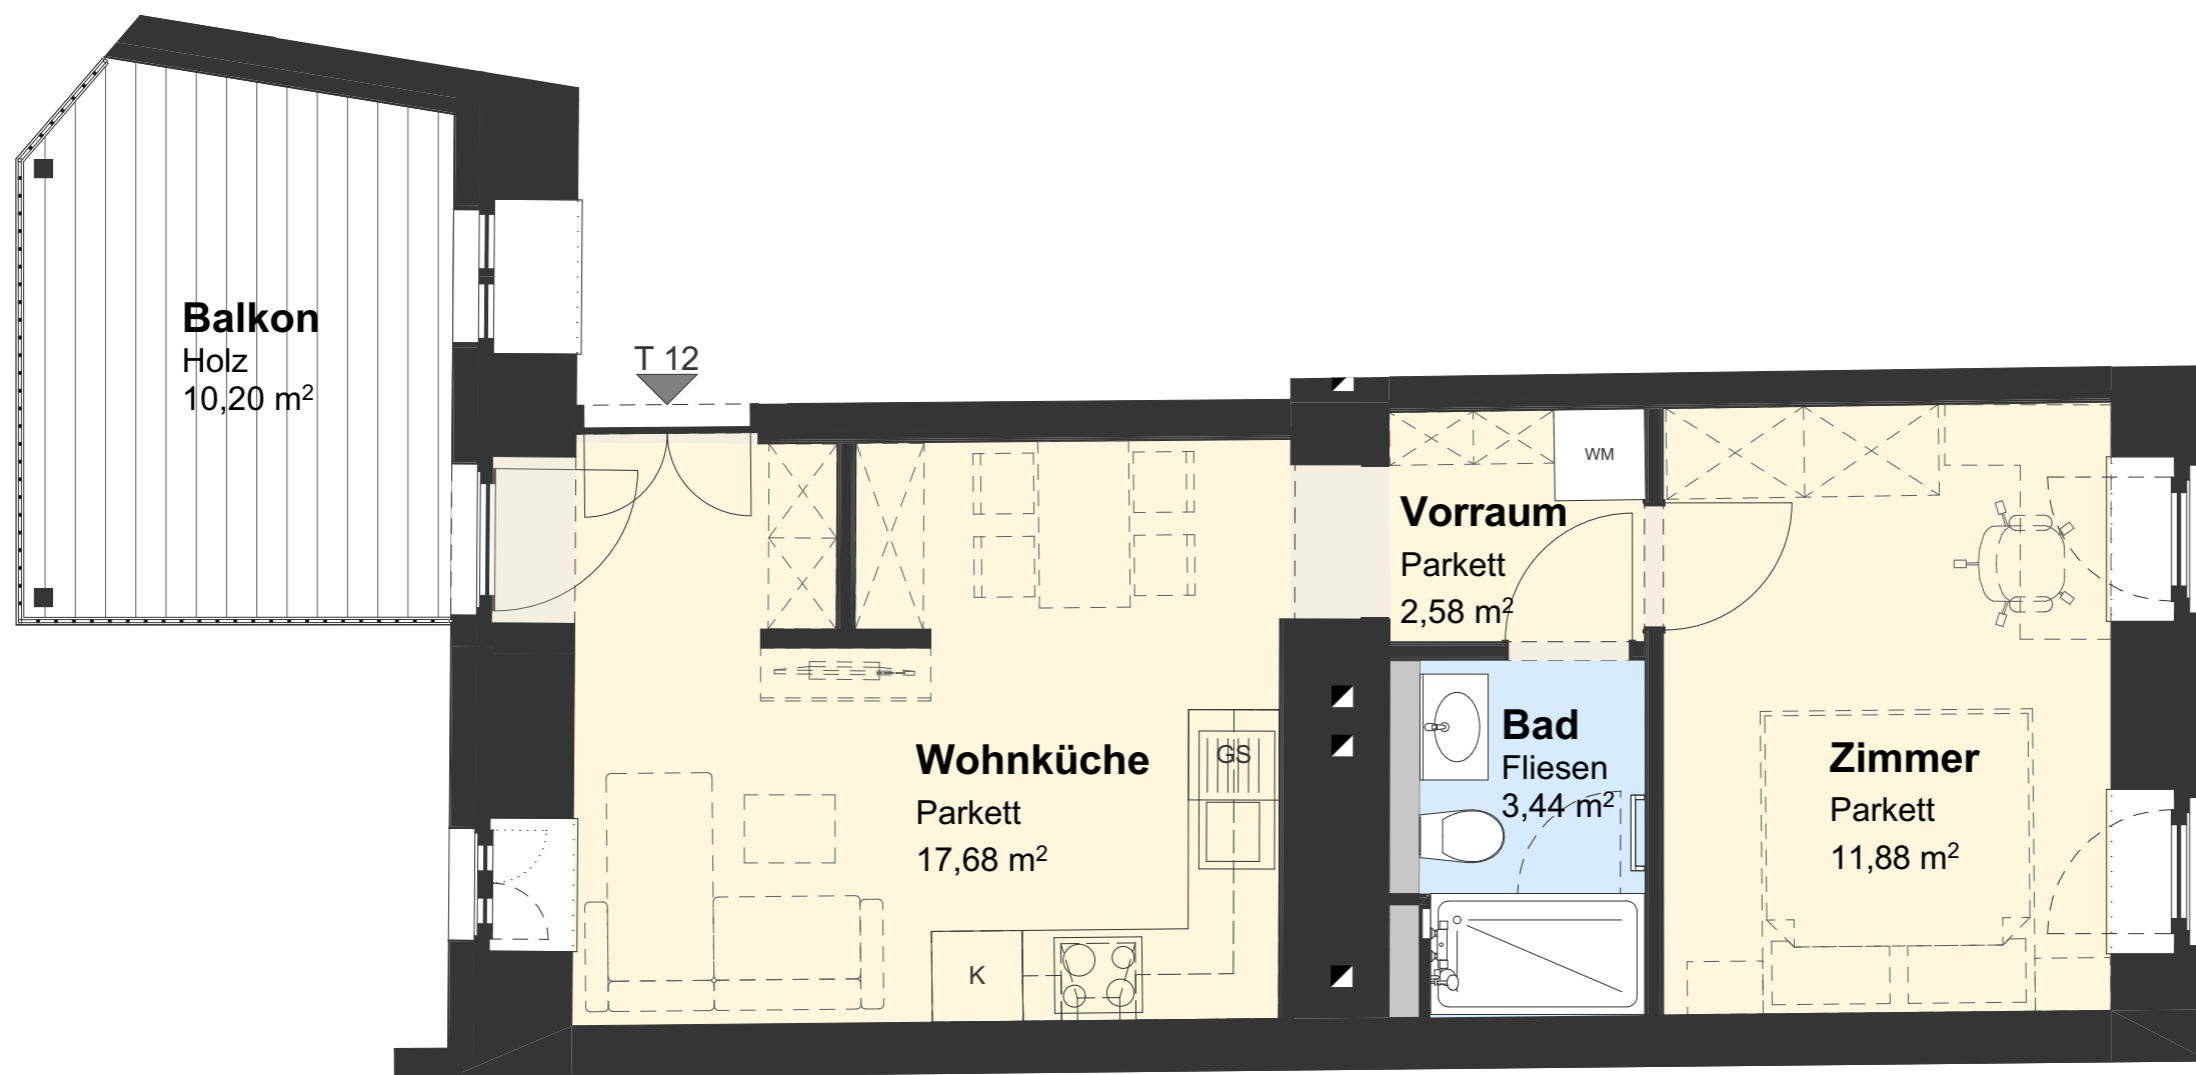 Balkon
Holz
10,20 m²
T 12
WM
Vorraum
Parkett
2,58 m²
Wohnküche
Parkett
17,68 m²
GS
K
Bad
Fliesen
3,44 m²
Zimmer
Parkett
11,88 m²